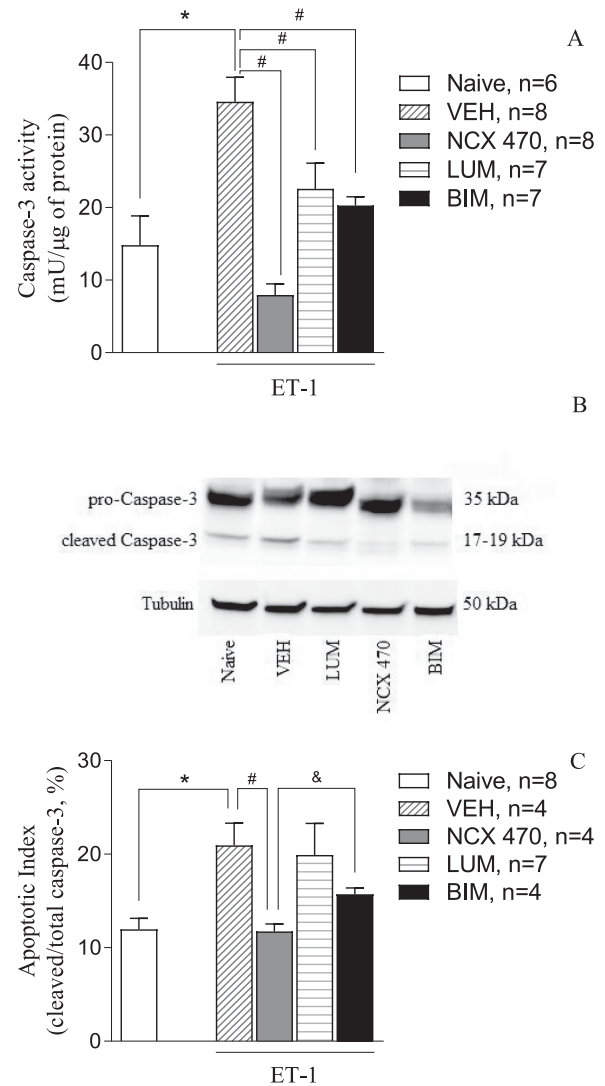 A
*
#
#
#
Caspase-3 activity
(mU/μg of protein)
40
30
20
10
0
ET-1
Naive, n=6
VEH, n=8
NCX 470, n=8
LUM, n=7
BIM, n=7
B
pro-Caspase-3
35 kDa
cleaved Caspase-3
17-19 kDa
Tubulin
50 kDa
Naive
VEH
LUM
NCX 470
BIM
C
*
#
&
Apoptotic Index
(cleaved/total caspase-3, %)
30
20
10
0
ET-1
Naive, n=8
VEH, n=4
NCX 470, n=4
LUM, n=7
BIM, n=4